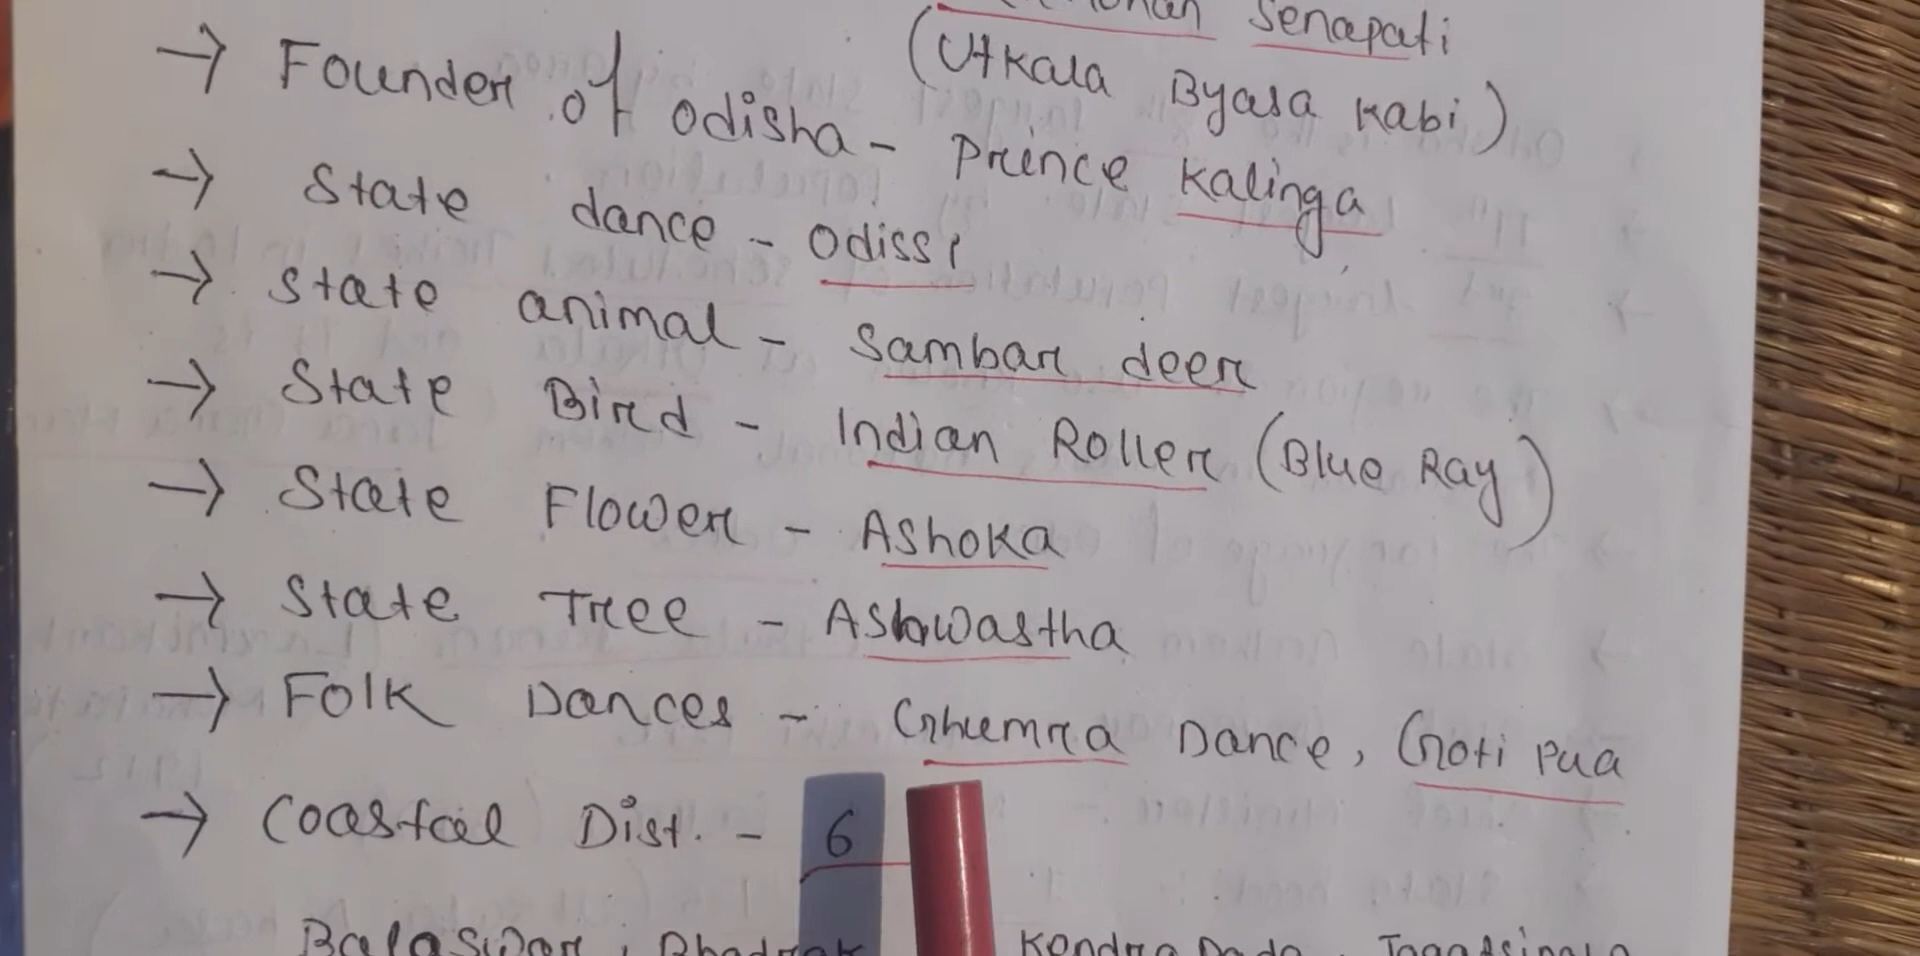 Senapati
(Utkala Byasa Kabi)
→ Founder of Odisha - Prince Kalinga
→ State dance - Odissi
→ State animal - Sambar deer
→ State Bird - Indian Roller (Blue Ray)
→ State Flower - Ashoka
→ State Tree - Ashwastha
→ Folk Dances - Ghumra Dance, Goti Pua
→ Coastal Dist. - 6